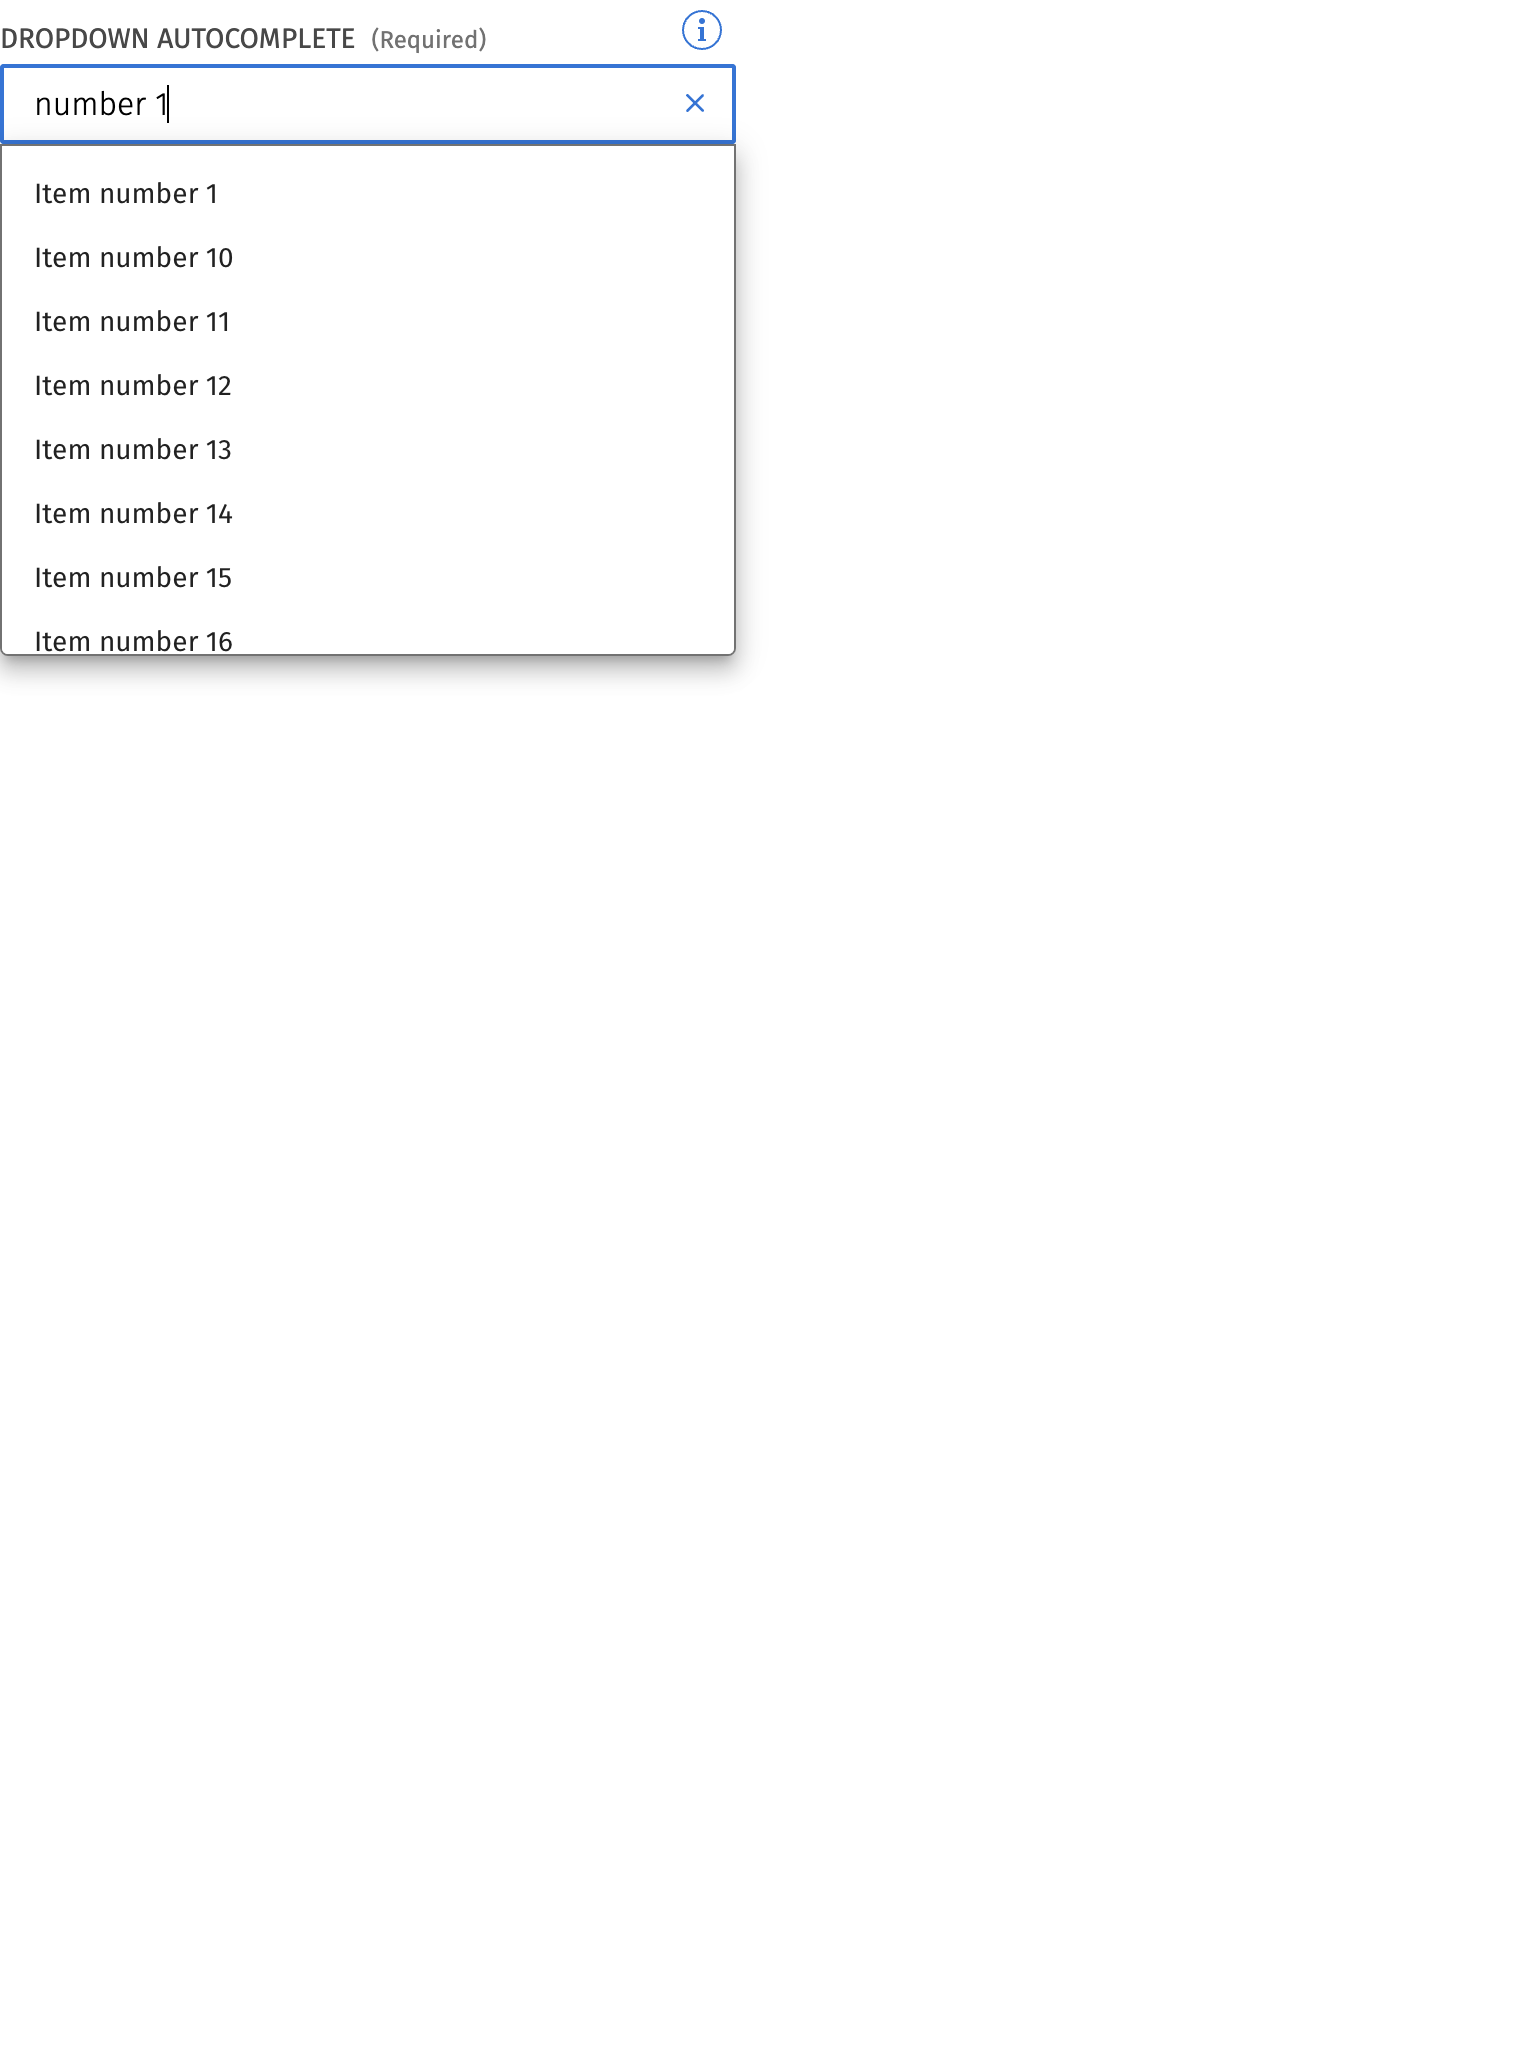 DROPDOWN AUTOCOMPLETE (Required)
number 1
Item number 1
Item number 10
Item number 11
Item number 12
Item number 13
Item number 14
Item number 15
Item number 16